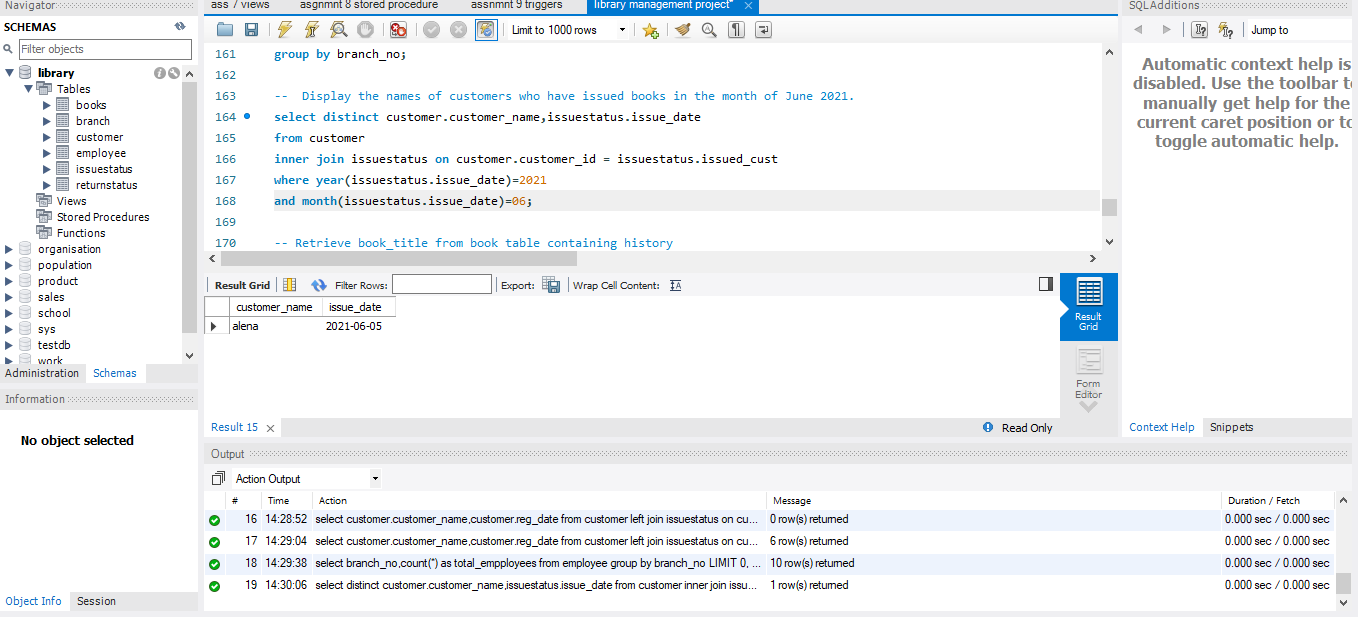 Navigator
SCHEMAS
Filter objects
library
Tables
books
branch
customer
employee
issuestatus
returnstatus
Views
Stored Procedures
Functions
organisation
population
product
sales
school
sys
testdb
work
Administration Schemas
Information
No object selected
Object Info Session
ass 7 views asgnmnt 8 stored procedure assnmnt 9 triggers library management project*
Limit to 1000 rows
161 group by branch_no;
162
163 --  Display the names of customers who have issued books in the month of June 2021.
164 select distinct customer.customer_name,issuestatus.issue_date
165 from customer
166 inner join issuestatus on customer.customer_id = issuestatus.issued_cust
167 where year(issuestatus.issue_date)=2021
168 and month(issuestatus.issue_date)=06;
169
170 -- Retrieve book_title from book table containing history
Result Grid Filter Rows: Export: Wrap Cell Content:
customer_name issue_date
alena 2021-06-05
Result Grid
Form Editor
Result 15 Read Only
Output
Action Output
# Time Action Message Duration / Fetch
16 14:28:52 select customer.customer_name,customer.reg_date from customer left join issuestatus on cu... 0 row(s) returned 0.000 sec / 0.000 sec
17 14:29:04 select customer.customer_name,customer.reg_date from customer left join issuestatus on cu... 6 row(s) returned 0.000 sec / 0.000 sec
18 14:29:38 select branch_no,count(*) as total_empployees from employee group by branch_no LIMIT 0, ... 10 row(s) returned 0.000 sec / 0.000 sec
19 14:30:06 select distinct customer.customer_name,issuestatus.issue_date from customer inner join issu... 1 row(s) returned 0.000 sec / 0.000 sec
SQLAdditions
Jump to
Automatic context help is
disabled. Use the toolbar to
manually get help for the
current caret position or to
toggle automatic help.
Context Help Snippets